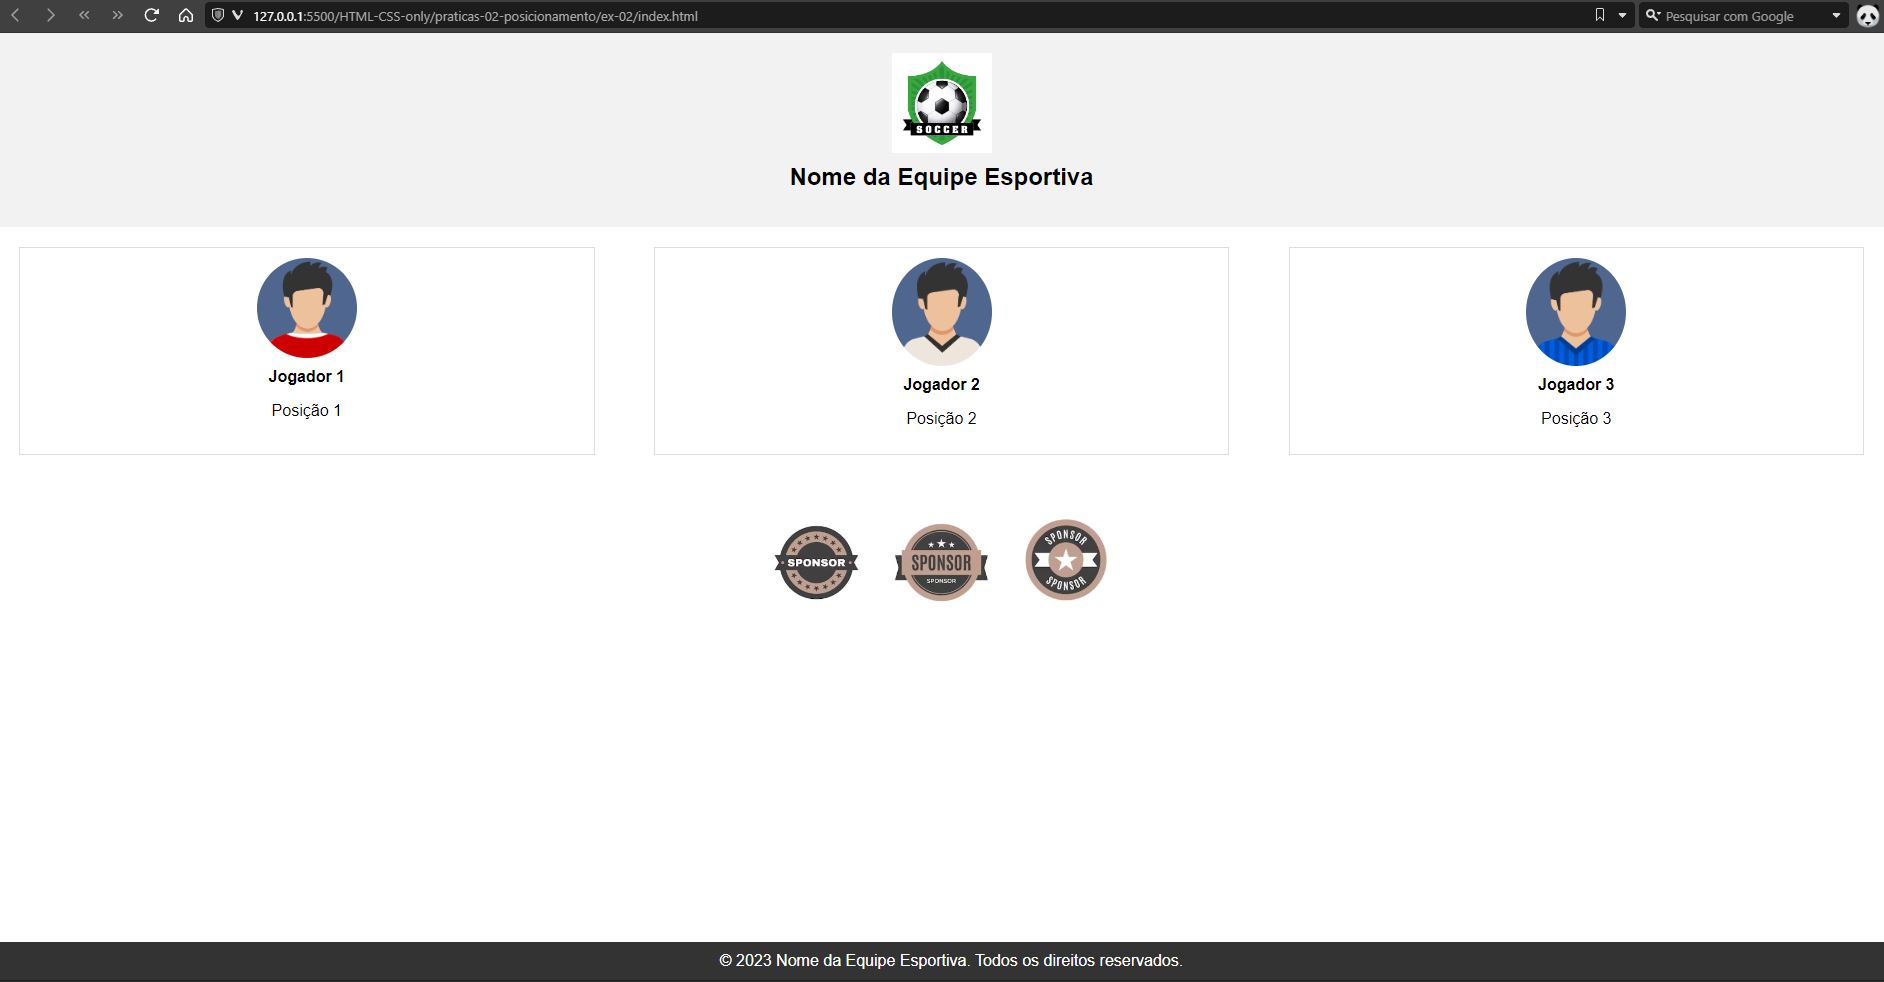 127.0.0.1:5500/HTML-CSS-only/praticas-02-posicionamento/ex-02/index.html
Pesquisar com Google
SOCCER
Nome da Equipe Esportiva
Jogador 1
Posição 1
Jogador 2
Posição 2
Jogador 3
Posição 3
SPONSOR
SPONSOR
SPONSOR
SPONSOR
SPONSOR
© 2023 Nome da Equipe Esportiva. Todos os direitos reservados.